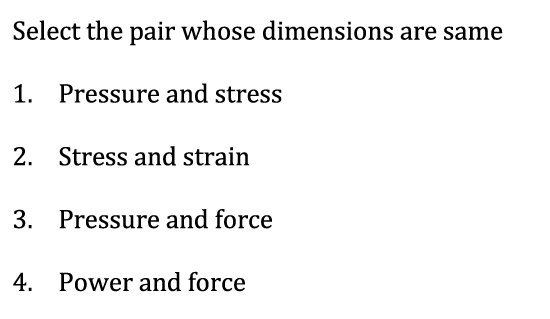 Select the pair whose dimensions are same
1. Pressure and stress
2. Stress and strain
3. Pressure and force
4. Power and force